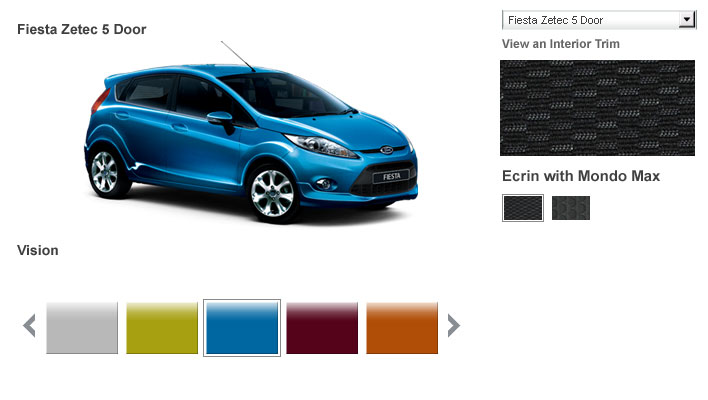 Fiesta Zetec 5 Door
Fiesta Zetec 5 Door
View an Interior Trim
FIESTA
Ecrin with Mondo Max
Vision